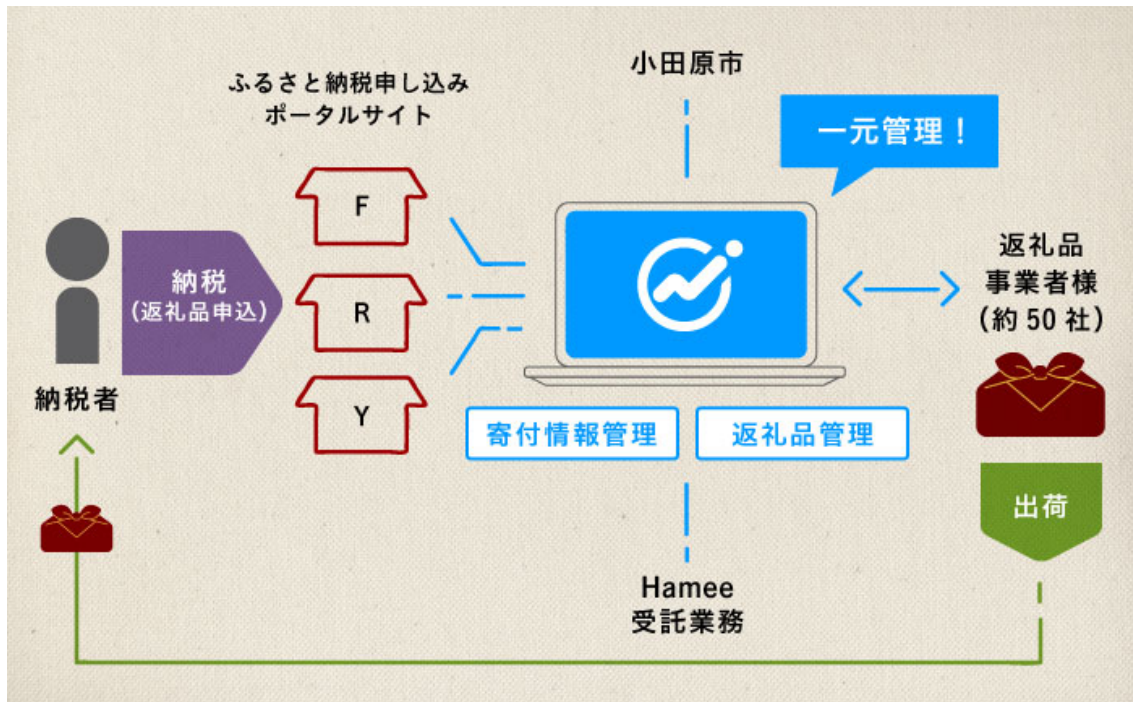 ふるさと納税申し込み
ポータルサイト
小田原市
一元管理！
F
R
Y
納税
(返礼品申込)
納税者
返礼品
事業者様
(約50社)
寄付情報管理
返礼品管理
出荷
Hamee
受託業務